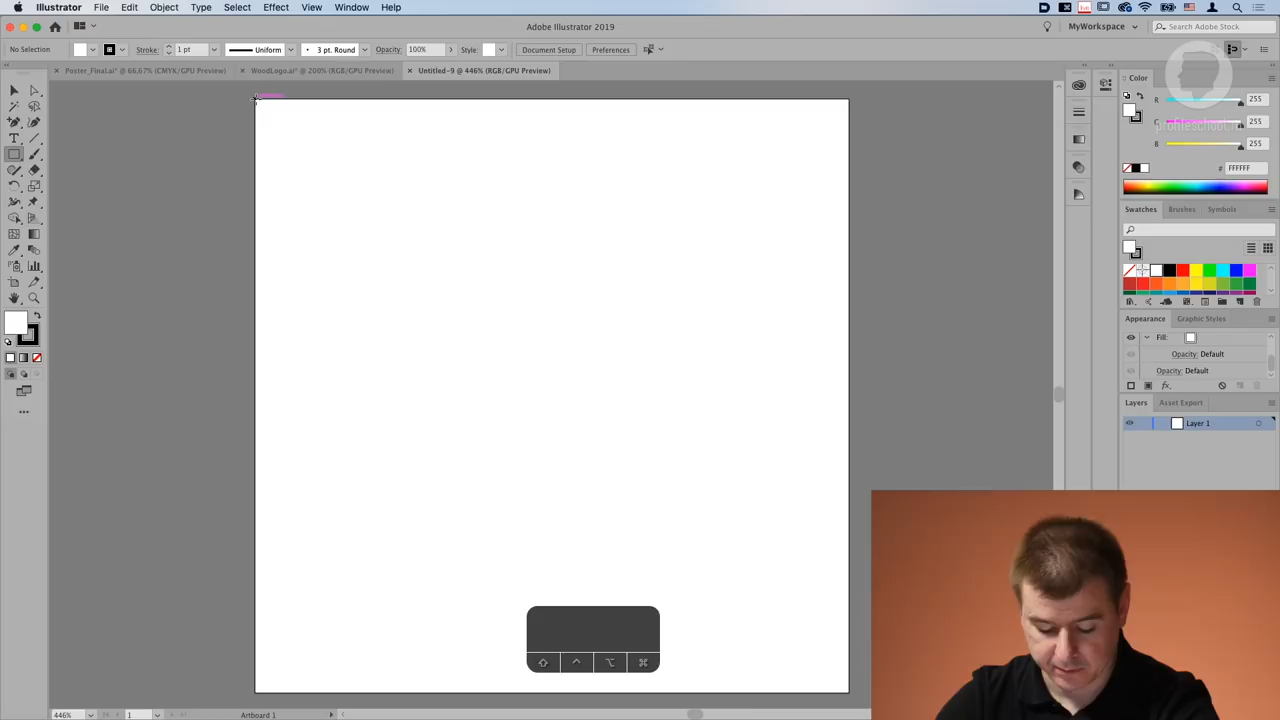 Illustrator File Edit Object Type Select Effect View Window Help
Adobe Illustrator 2019
MyWorkspace
Search Adobe Stock
No Selection
Stroke: 1 pt
Uniform
3 pt. Round
Opacity: 100%
Style:
Document Setup
Preferences
Poster_Final.ai* @ 66,67% (CMYK/GPU Preview)
WoodLogo.ai* @ 200% (RGB/GPU Preview)
Untitled-9 @ 446% (RGB/GPU Preview)
Color
R 255
G 255
B 255
# FFFFFF
Swatches Brushes Symbols
Appearance Graphic Styles
Fill:
Opacity: Default
Opacity: Default
Layers Asset Export
Layer 1
446% 1 Artboard 1